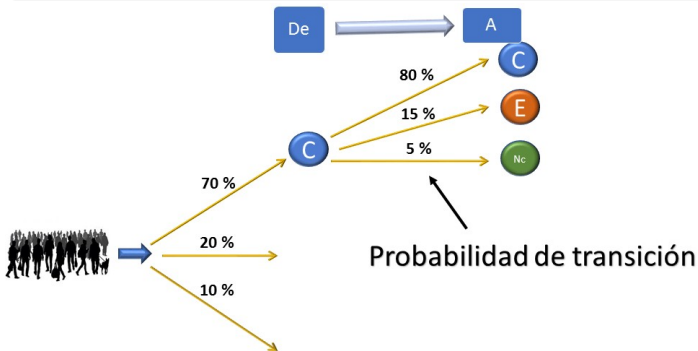 De
A
C
80 %
E
15 %
C
5 %
Nc
70 %
20 %
Probabilidad de transición
10 %